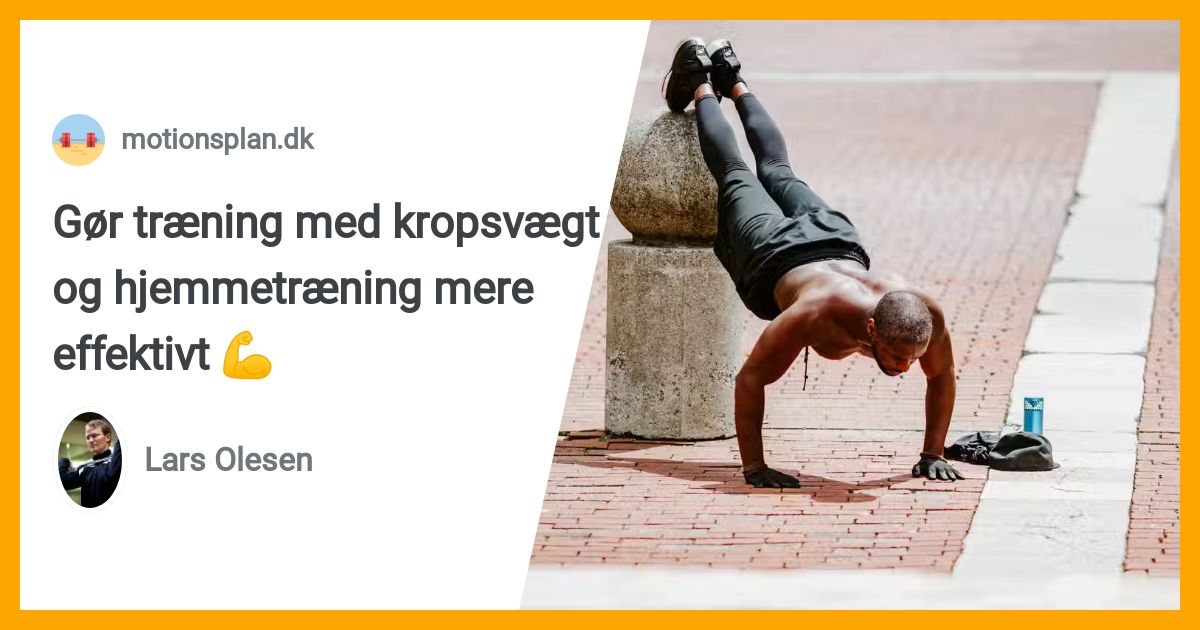 motionsplan.dk
Gør træning med kropsvægt
og hjemmetræning mere
effektivt 💪
Lars Olesen